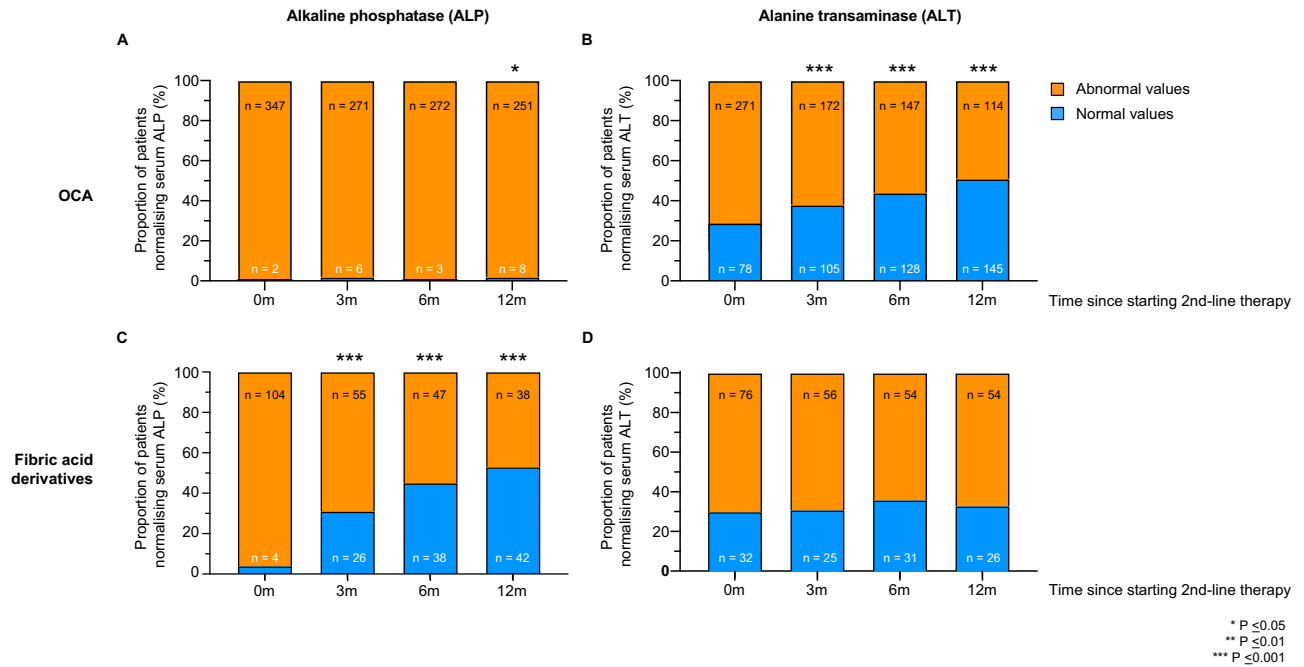 Alkaline phosphatase (ALP)
Alanine transaminase (ALT)
A
B
OCA
Proportion of patients
normalising serum ALP (%)
100
80
60
40
20
0
*
n = 347
n = 271
n = 272
n = 251
n = 2
n = 6
n = 3
n = 8
0m
3m
6m
12m
Proportion of patients
normalising serum ALT (%)
100
80
60
40
20
0
***
***
***
n = 271
n = 172
n = 147
n = 114
n = 78
n = 105
n = 128
n = 145
0m
3m
6m
12m
Abnormal values
Normal values
Time since starting 2nd-line therapy
C
D
Fibric acid
derivatives
Proportion of patients
normalising serum ALP (%)
100
80
60
40
20
0
***
***
***
n = 104
n = 55
n = 47
n = 38
n = 4
n = 26
n = 38
n = 42
0m
3m
6m
12m
Proportion of patients
normalising serum ALT (%)
100
80
60
40
20
0
n = 76
n = 56
n = 54
n = 54
n = 32
n = 25
n = 31
n = 26
0m
3m
6m
12m
Time since starting 2nd-line therapy
* P ≤0.05
** P ≤0.01
*** P ≤0.001